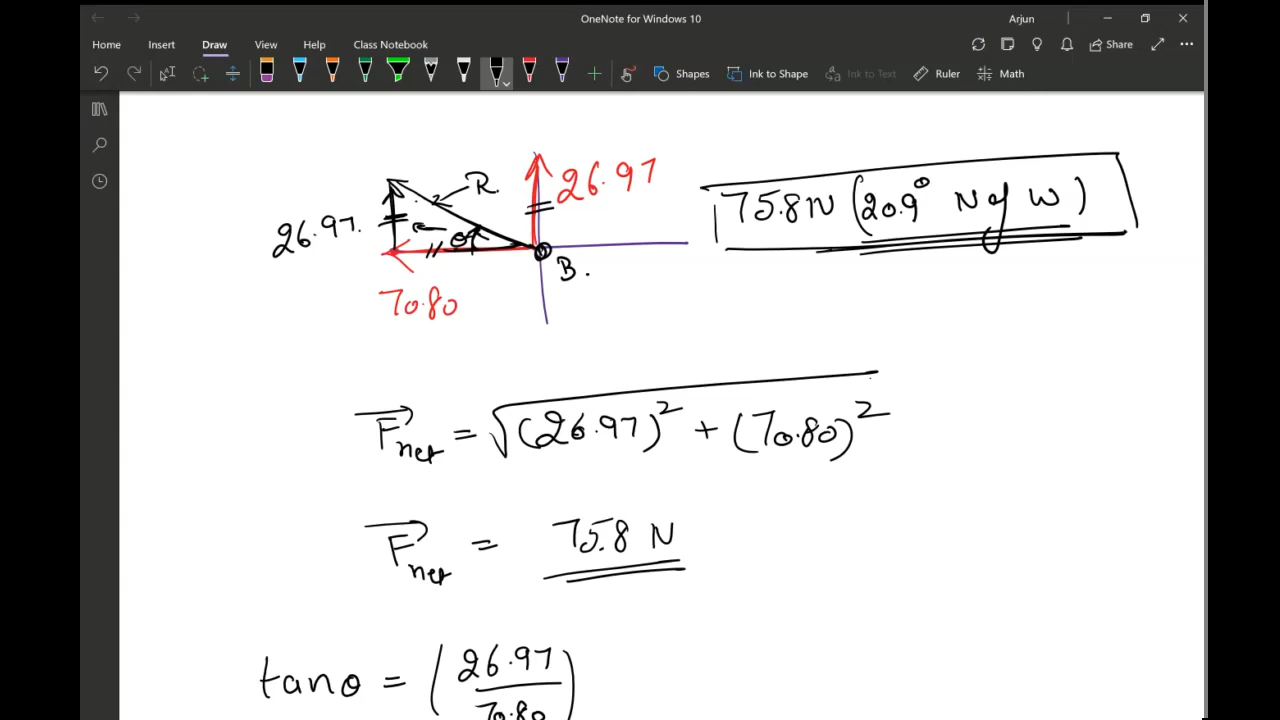 OneNote for Windows 10
Arjun
Home Insert Draw View Help Class Notebook
Share
Shapes Ink to Shape Ink to Text Ruler Math
26.97
R
75.8N (20.9° N of W)
26.97.
θ
B.
70.80
F net = √(26.97)² + (70.80)²
F net = 75.8 N
tanθ = (26.97
70.80)